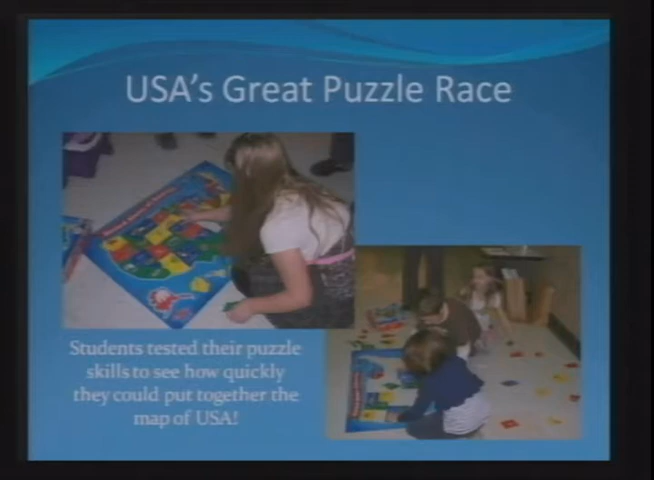 USA's Great Puzzle Race
Students tested their puzzle
skills to see how quickly
they could put together the
map of USA!